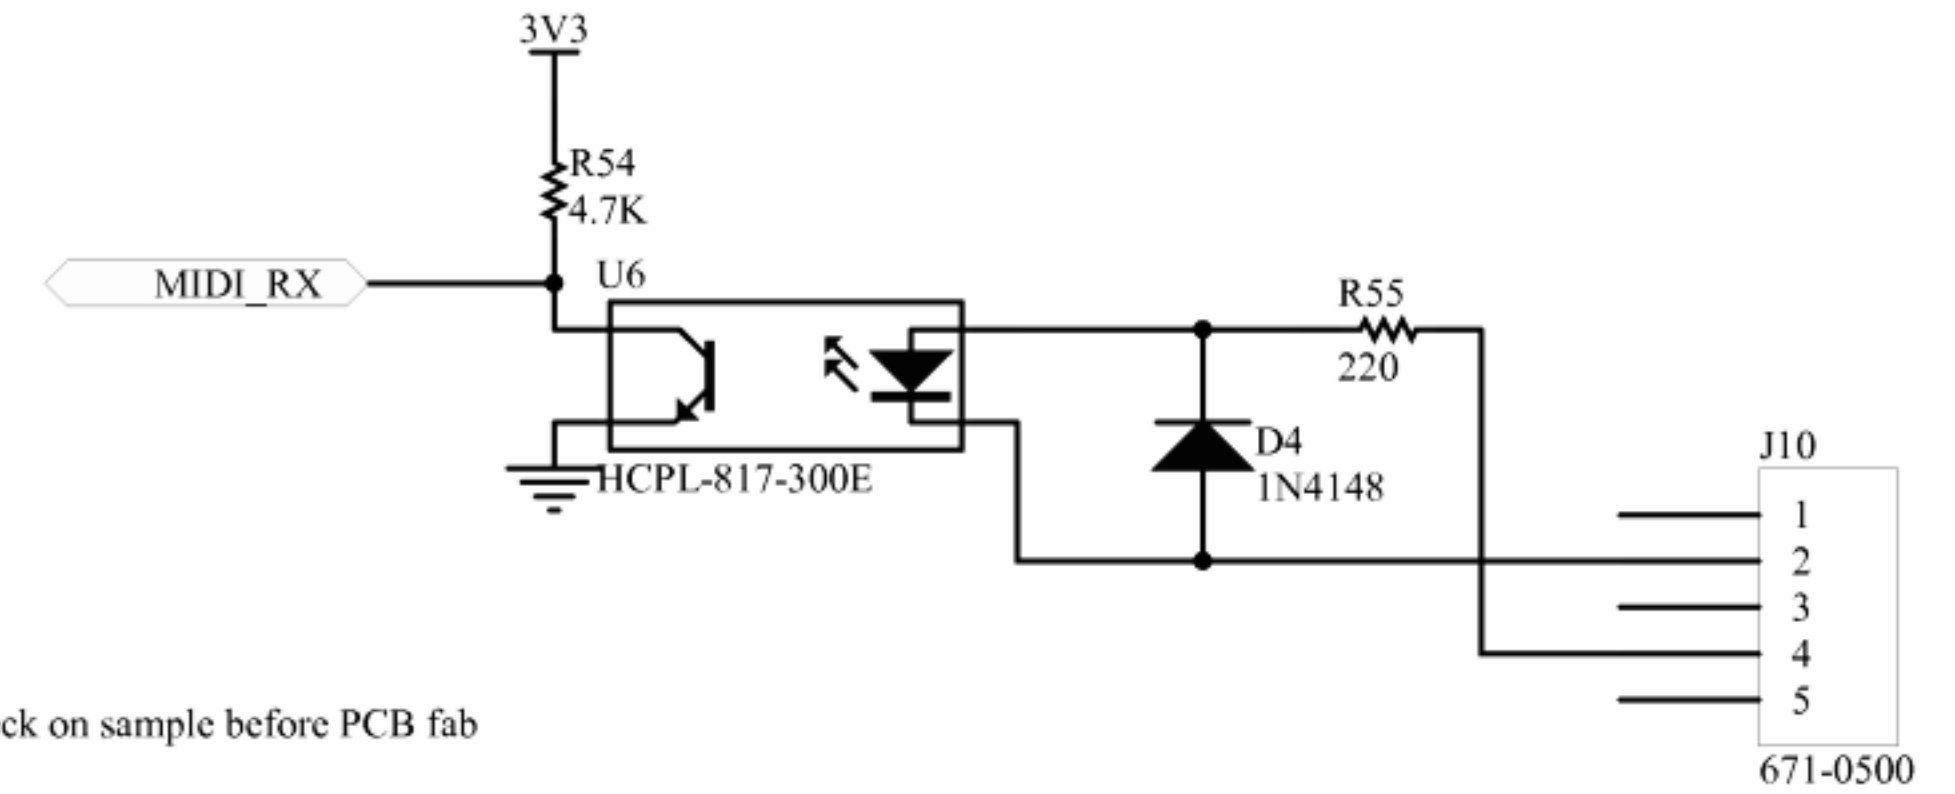 3V3
R54
4.7K
MIDI_RX
U6
HCPL-817-300E
R55
220
D4
1N4148
J10
1
2
3
4
5
671-0500
ck on sample before PCB fab